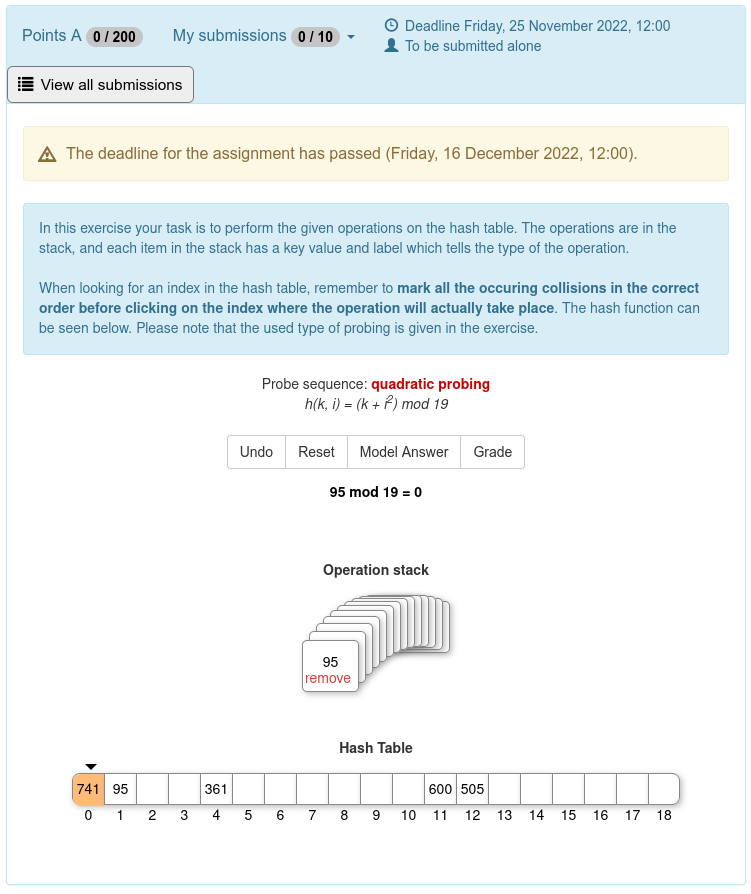 Points A 0 / 200 My submissions 0 / 10
Deadline Friday, 25 November 2022, 12:00
To be submitted alone
View all submissions
The deadline for the assignment has passed (Friday, 16 December 2022, 12:00).
In this exercise your task is to perform the given operations on the hash table. The operations are in the
stack, and each item in the stack has a key value and label which tells the type of the operation.
When looking for an index in the hash table, remember to mark all the occuring collisions in the correct
order before clicking on the index where the operation will actually take place. The hash function can
be seen below. Please note that the used type of probing is given in the exercise.
Probe sequence: quadratic probing
h(k, i) = (k + i²) mod 19
Undo Reset Model Answer Grade
95 mod 19 = 0
Operation stack
95
remove
Hash Table
741 95 361 600 505
0 1 2 3 4 5 6 7 8 9 10 11 12 13 14 15 16 17 18